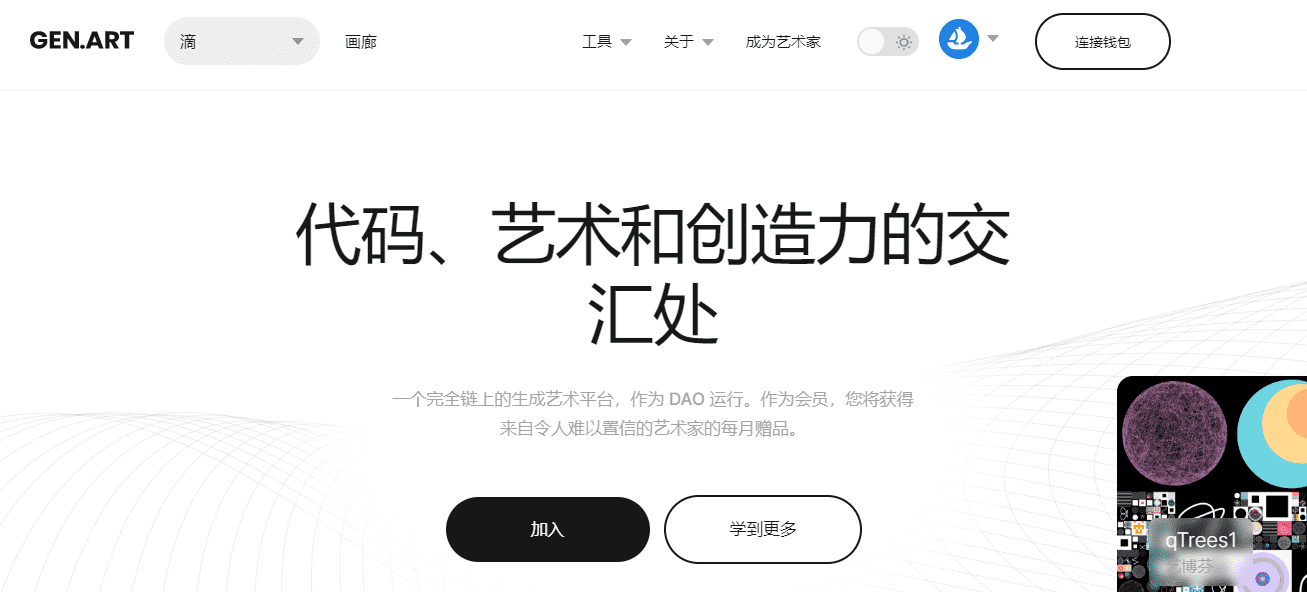 GEN.ART
滴
画廊
工具
关于
成为艺术家
连接钱包
代码、艺术和创造力的交
汇处
一个完全链上的生成艺术平台，作为 DAO 运行。作为会员，您将获得
来自令人难以置信的艺术家的每月赠品。
加入
学到更多
qTrees1
博芬